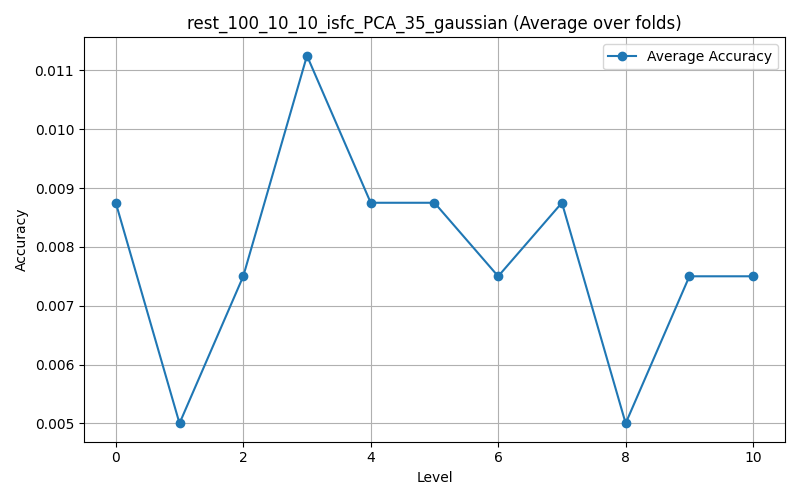 rest_100_10_10_isfc_PCA_35_gaussian (Average over folds)
Average Accuracy
Accuracy
0.011
0.010
0.009
0.008
0.007
0.006
0.005
0 2 4 6 8 10
Level